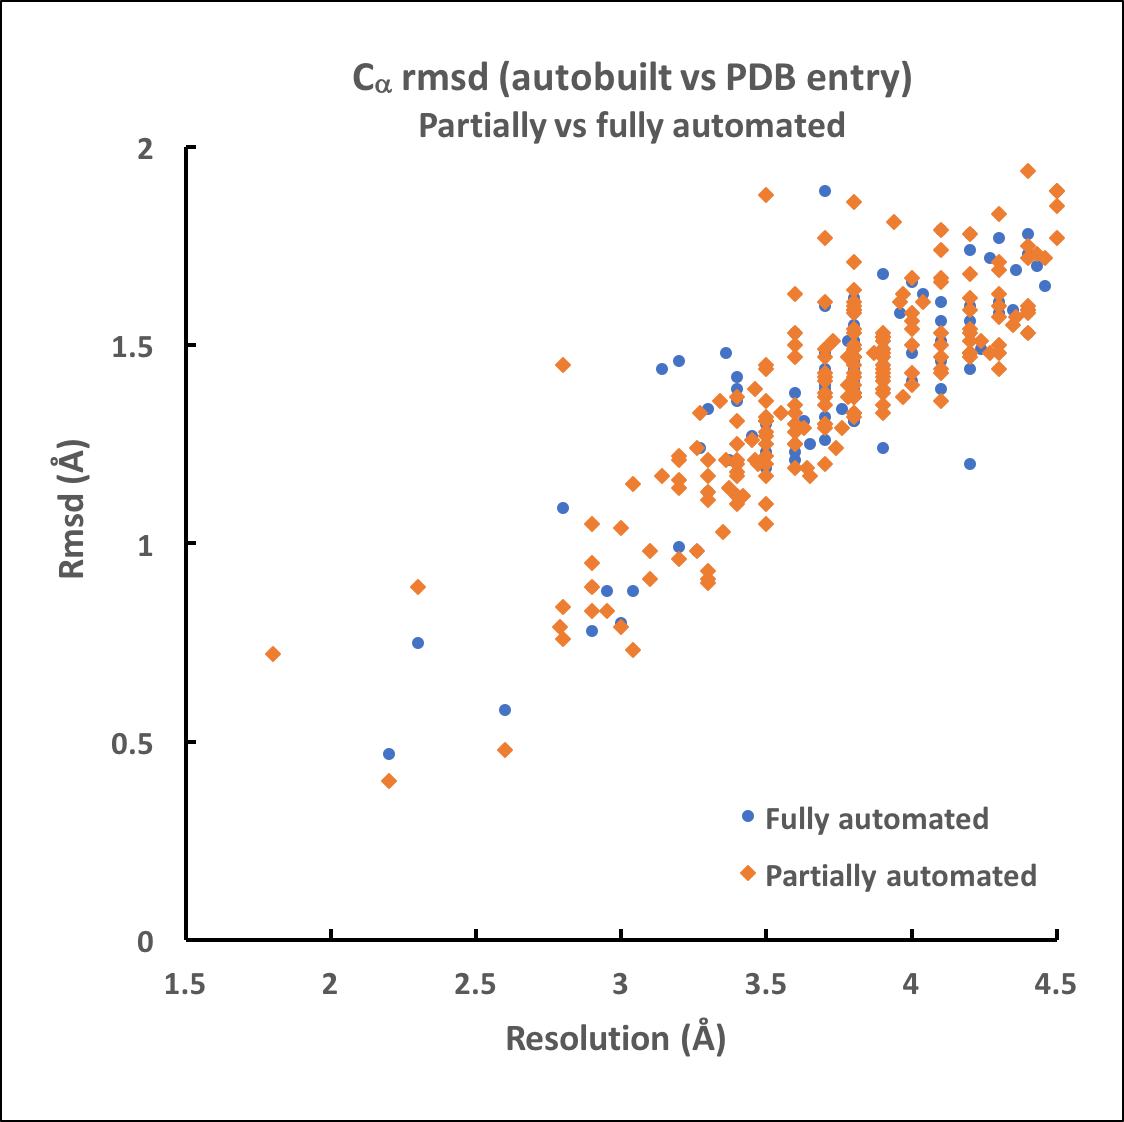 Cα rmsd (autobuilt vs PDB entry)
Partially vs fully automated
2
1.5
1
0.5
0
Rmsd (Å)
Fully automated
Partially automated
1.5 2 2.5 3 3.5 4 4.5
Resolution (Å)